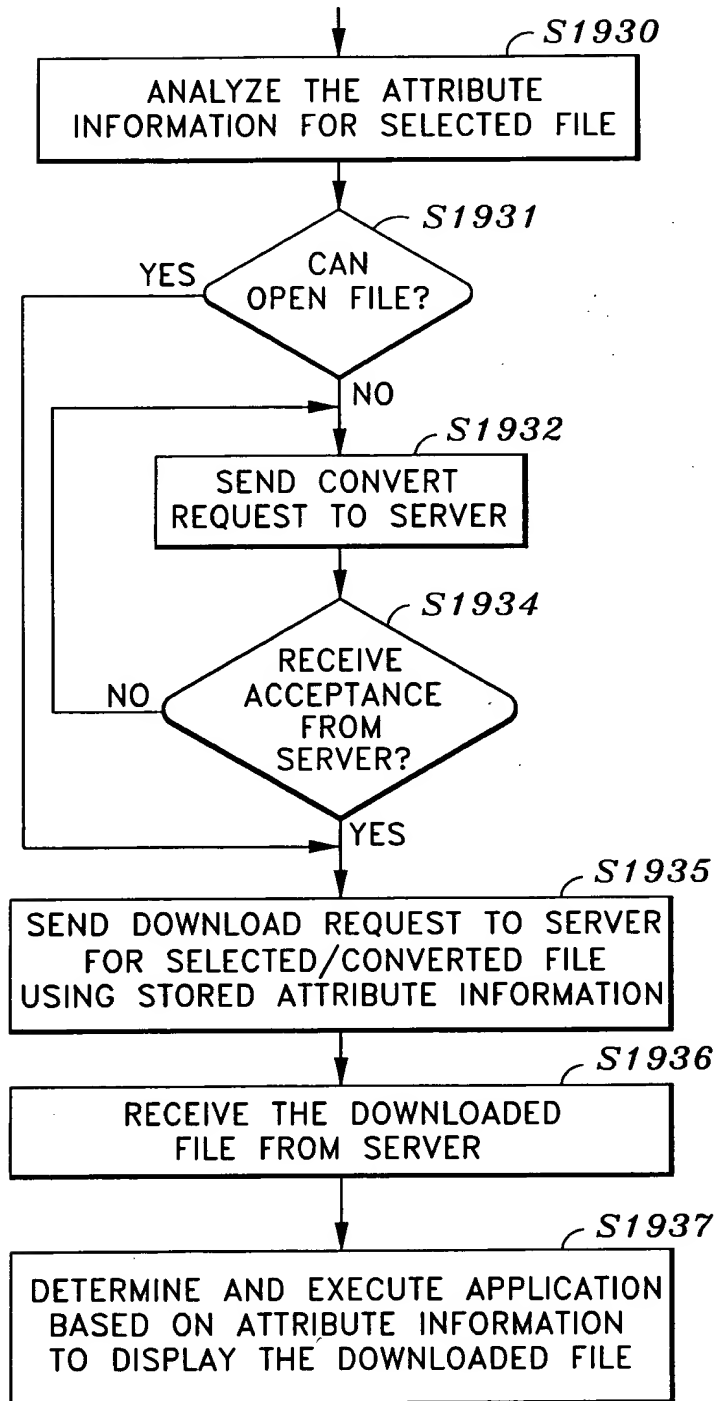 S1930
ANALYZE THE ATTRIBUTE
INFORMATION FOR SELECTED FILE
S1931
YES
CAN
OPEN FILE?
NO
S1932
SEND CONVERT
REQUEST TO SERVER
S1934
RECEIVE
ACCEPTANCE
FROM
SERVER?
NO
YES
S1935
SEND DOWNLOAD REQUEST TO SERVER
FOR SELECTED/CONVERTED FILE
USING STORED ATTRIBUTE INFORMATION
S1936
RECEIVE THE DOWNLOADED
FILE FROM SERVER
S1937
DETERMINE AND EXECUTE APPLICATION
BASED ON ATTRIBUTE INFORMATION
TO DISPLAY THE DOWNLOADED FILE